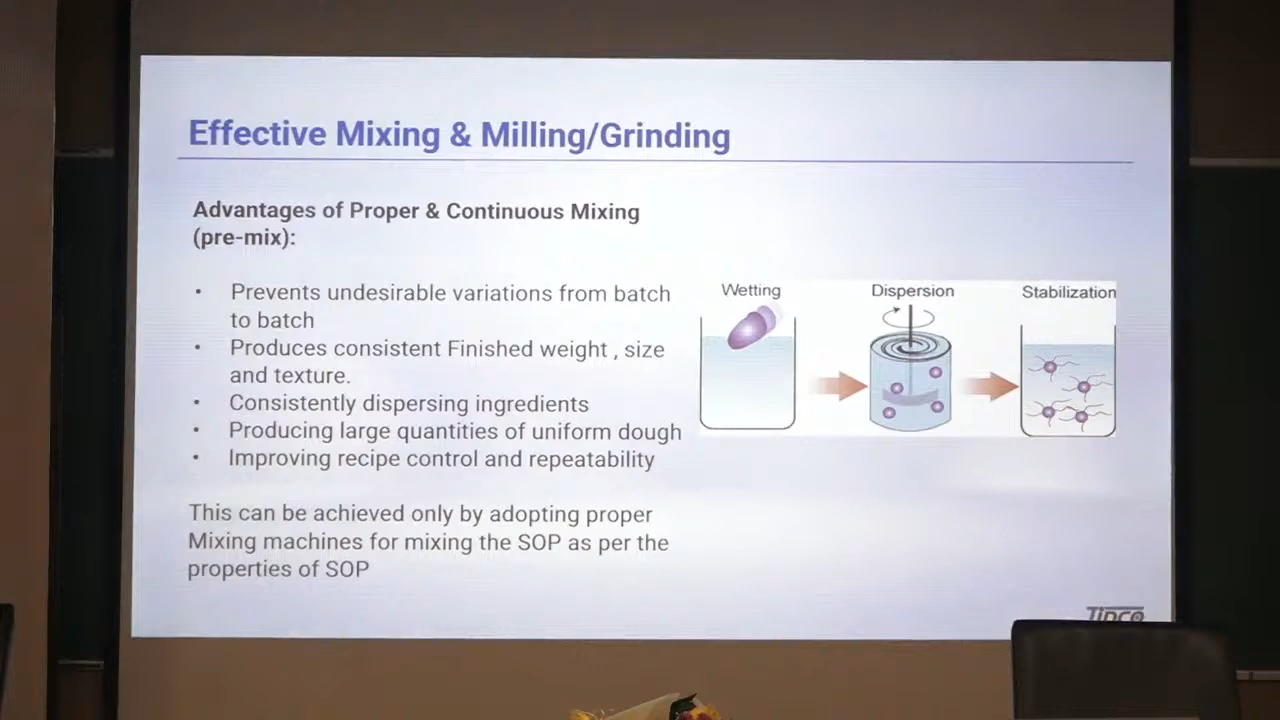 Effective Mixing & Milling/Grinding
Advantages of Proper & Continuous Mixing
(pre-mix):
• Prevents undesirable variations from batch
to batch
• Produces consistent Finished weight , size
and texture.
• Consistently dispersing ingredients
• Producing large quantities of uniform dough
• Improving recipe control and repeatability
This can be achieved only by adopting proper
Mixing machines for mixing the SOP as per the
properties of SOP
Wetting
Dispersion
Stabilization
TIPCO